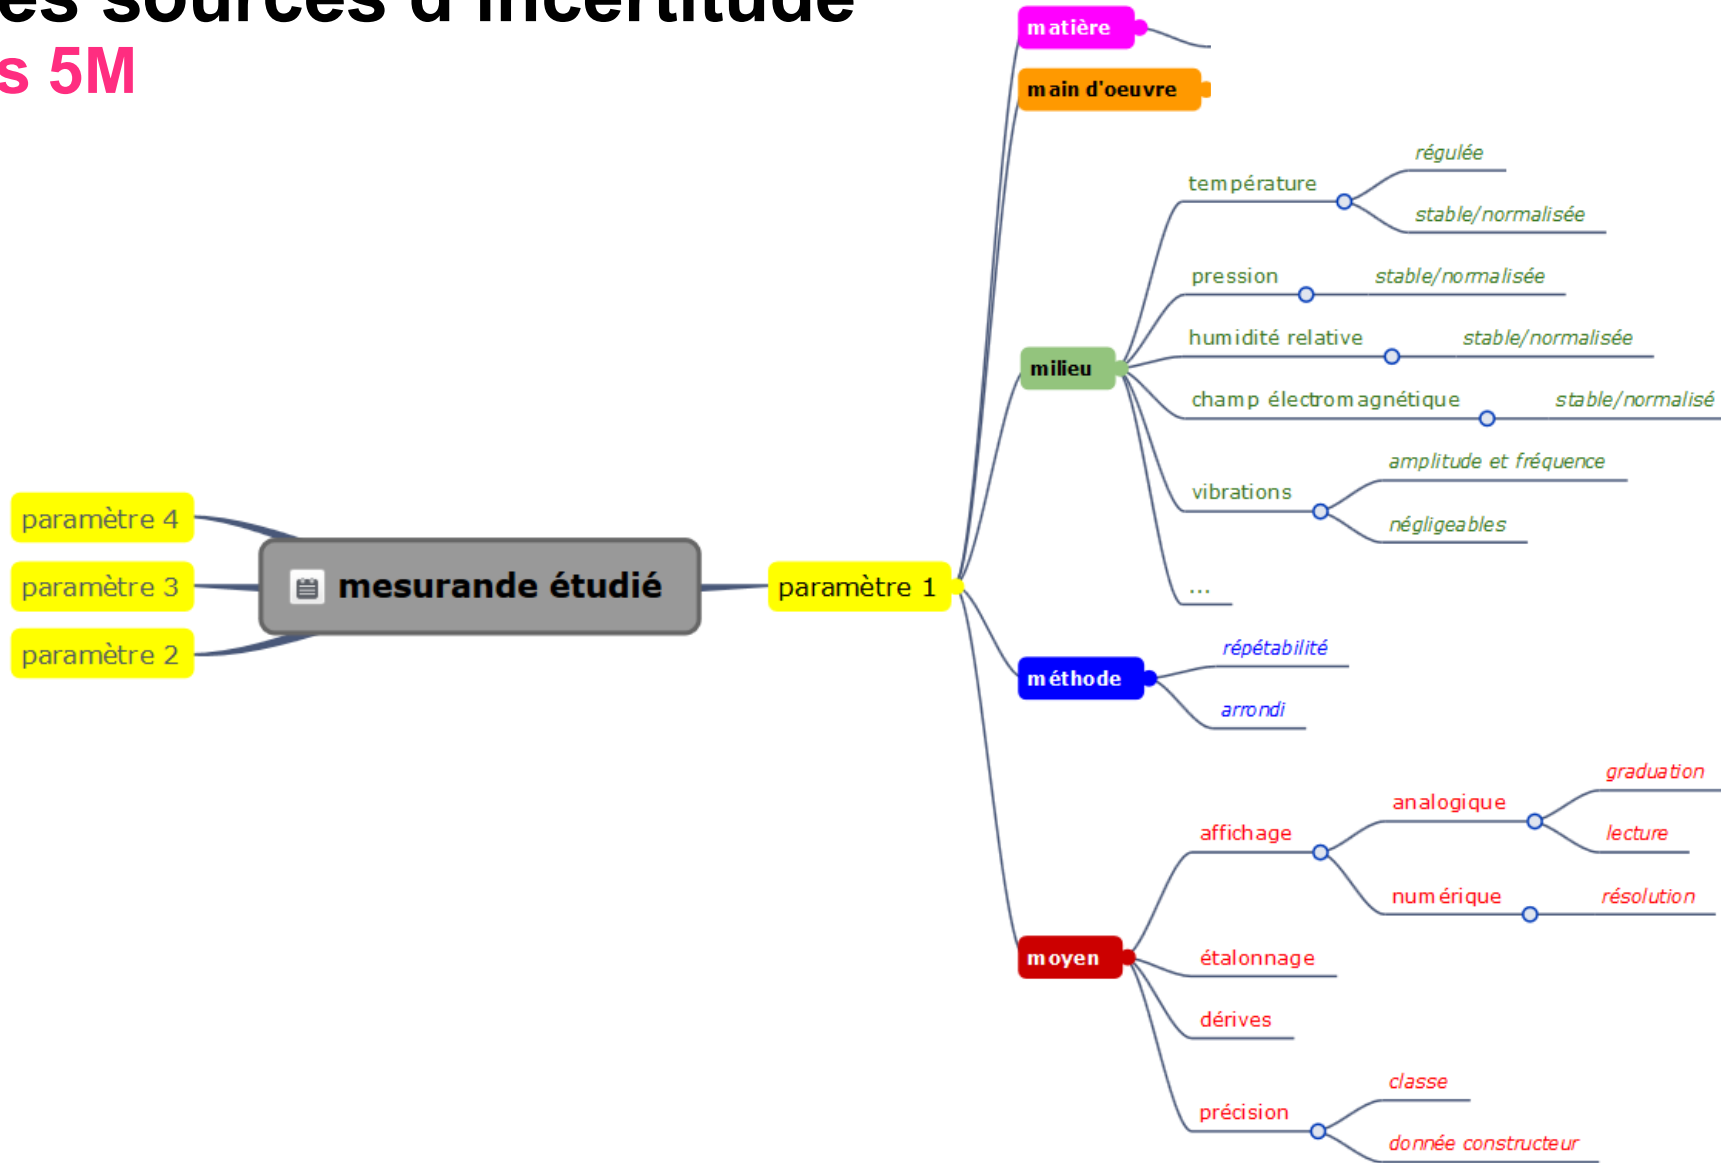 es sources d'incertitude
s 5M
matière
main d'oeuvre
milieu
température
régulée
stable/normalisée
pression
stable/normalisée
humidité relative
stable/normalisée
champ électromagnétique
stable/normalisé
vibrations
amplitude et fréquence
négligeables
...
paramètre 4
paramètre 3
paramètre 2
mesurande étudié
paramètre 1
méthode
répétabilité
arrondi
moyen
affichage
analogique
graduation
lecture
numérique
résolution
étalonnage
dérives
précision
classe
donnée constructeur